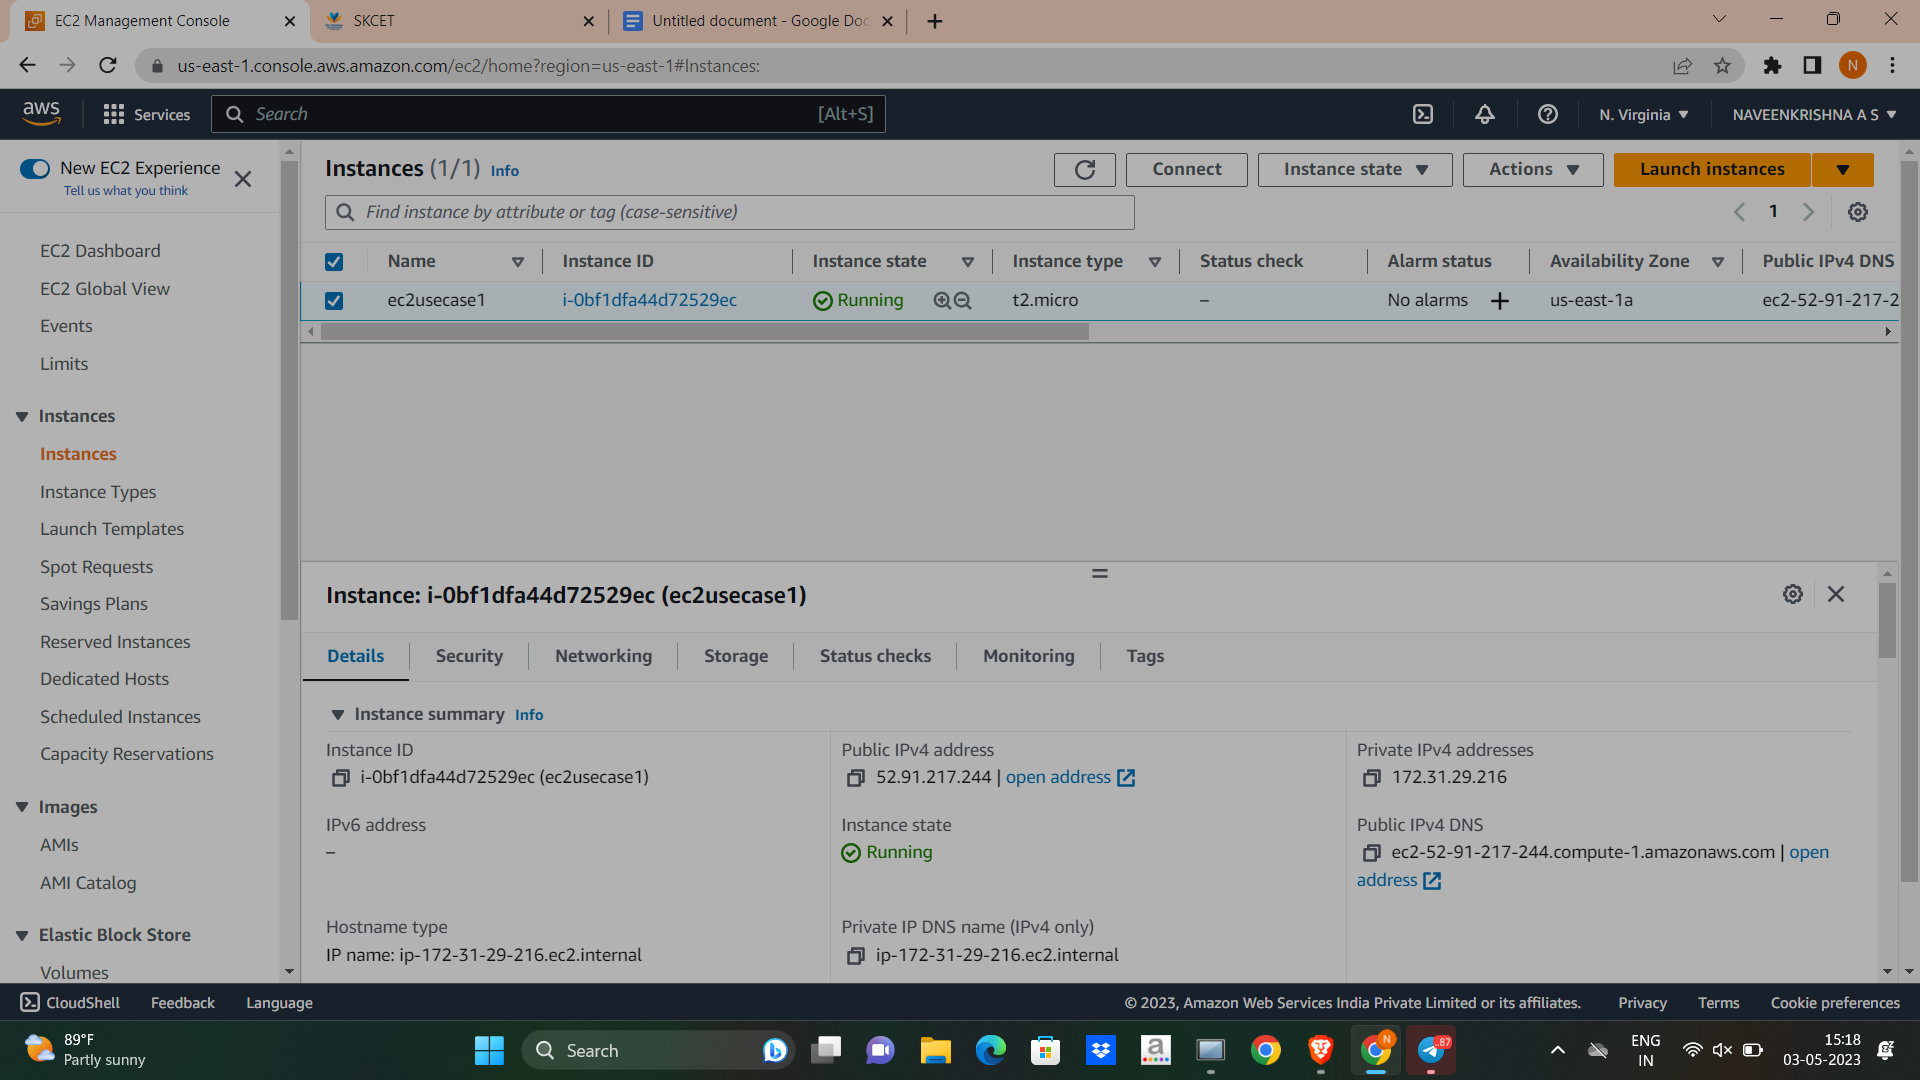 EC2 Management Console
SKCET
Untitled document - Google Doc
us-east-1.console.aws.amazon.com/ec2/home?region=us-east-1#Instances:
N
aws
Services
Search
[Alt+S]
N. Virginia
NAVEENKRISHNA A S
New EC2 Experience
Tell us what you think
EC2 Dashboard
EC2 Global View
Events
Limits
Instances
Instances
Instance Types
Launch Templates
Spot Requests
Savings Plans
Reserved Instances
Dedicated Hosts
Scheduled Instances
Capacity Reservations
Images
AMIs
AMI Catalog
Elastic Block Store
Volumes
Instances (1/1) Info
Connect
Instance state
Actions
Launch instances
Find instance by attribute or tag (case-sensitive)
1
Name Instance ID Instance state Instance type Status check Alarm status Availability Zone Public IPv4 DNS
ec2usecase1 i-0bf1dfa44d72529ec Running t2.micro – No alarms + us-east-1a ec2-52-91-217-2
Instance: i-0bf1dfa44d72529ec (ec2usecase1)
Details Security Networking Storage Status checks Monitoring Tags
Instance summary Info
Instance ID
i-0bf1dfa44d72529ec (ec2usecase1)
Public IPv4 address
52.91.217.244 | open address
Private IPv4 addresses
172.31.29.216
IPv6 address
–
Instance state
Running
Public IPv4 DNS
ec2-52-91-217-244.compute-1.amazonaws.com | open
address
Hostname type
IP name: ip-172-31-29-216.ec2.internal
Private IP DNS name (IPv4 only)
ip-172-31-29-216.ec2.internal
CloudShell Feedback Language
© 2023, Amazon Web Services India Private Limited or its affiliates. Privacy Terms Cookie preferences
89°F
Partly sunny
Search
a
N
87
ENG
IN
15:18
03-05-2023